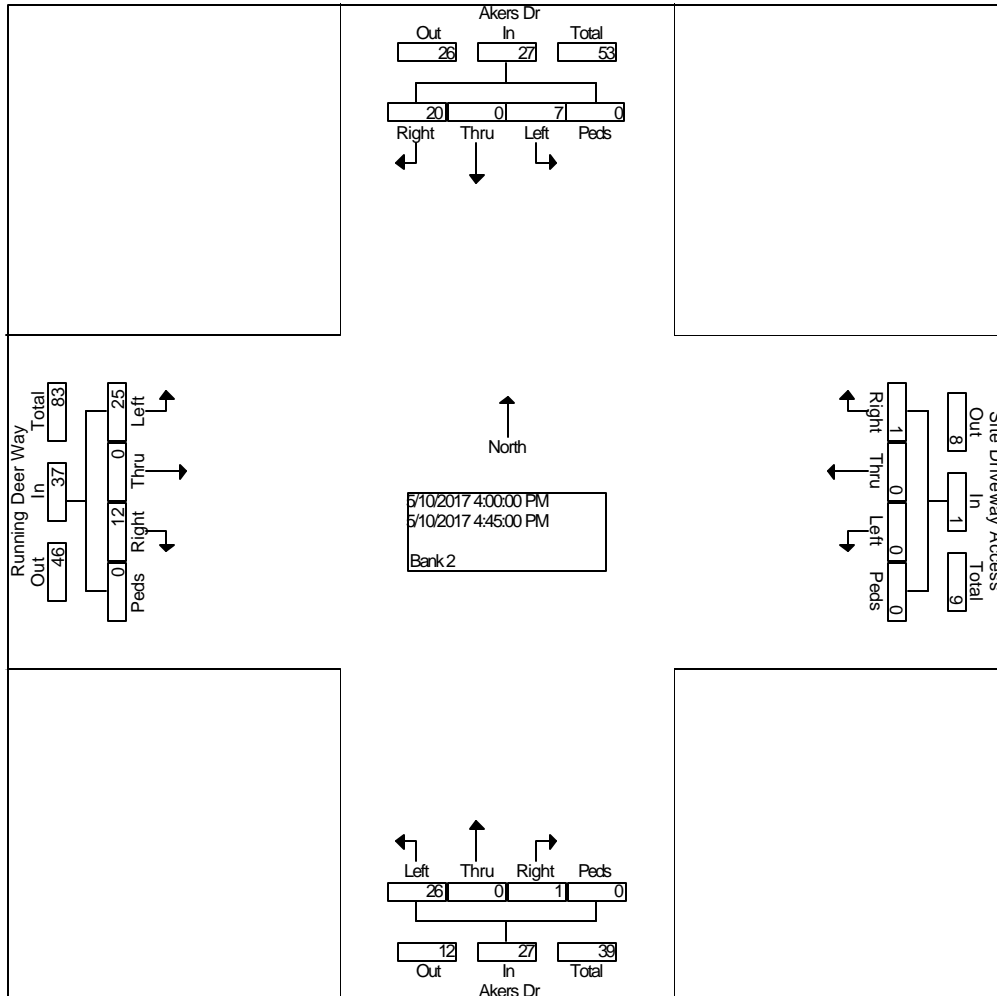 Akers Dr
Out In Total
26 27 53
20 0 7 0
Right Thru Left Peds
Running Deer Way
Total In Out
83 37 46
25 0 12 0
Left Thru Right Peds
North
5/10/2017 4:00:00 PM
5/10/2017 4:45:00 PM
Bank 2
Right Thru Left Peds
1 0 0 0
8 1 9
Out In Total
Site Driveway Access
Left Thru Right Peds
26 0 1 0
12 27 39
Out In Total
Akers Dr